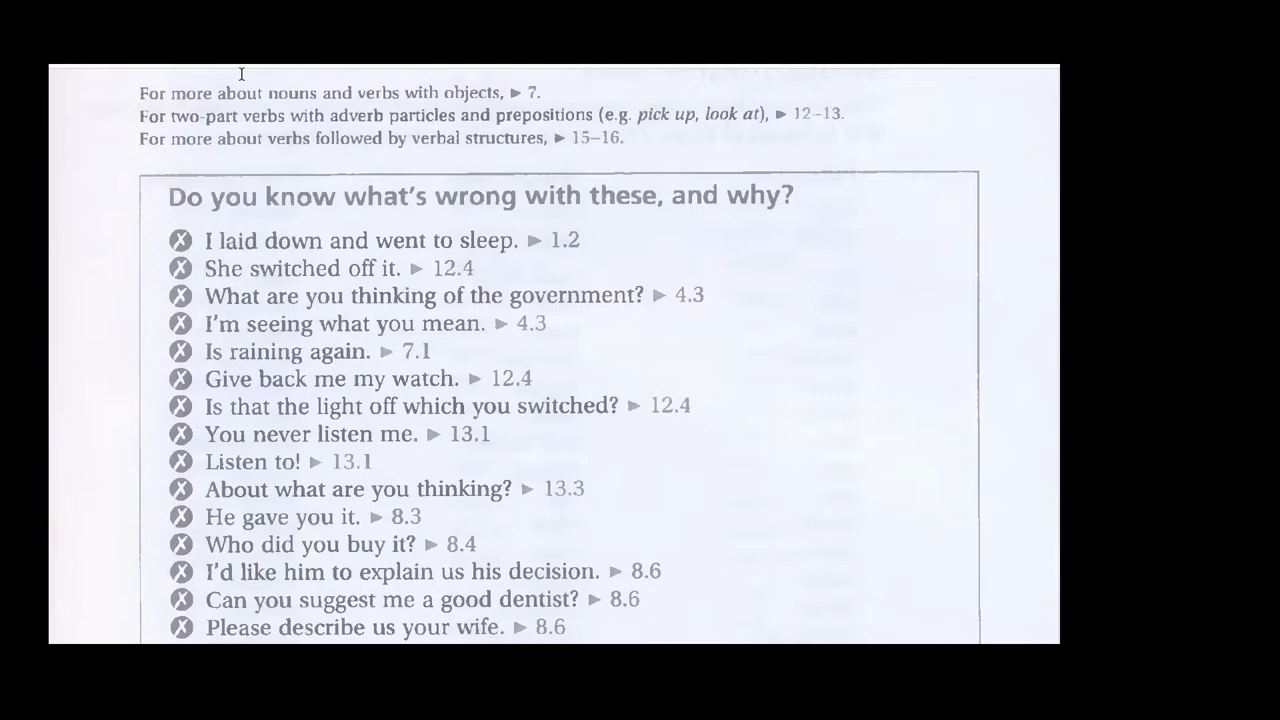 For more about nouns and verbs with objects, ► 7.
For two-part verbs with adverb particles and prepositions (e.g. pick up, look at), ► 12–13.
For more about verbs followed by verbal structures, ► 15–16.
Do you know what's wrong with these, and why?
✗ I laid down and went to sleep. ► 1.2
✗ She switched off it. ► 12.4
✗ What are you thinking of the government? ► 4.3
✗ I'm seeing what you mean. ► 4.3
✗ Is raining again. ► 7.1
✗ Give back me my watch. ► 12.4
✗ Is that the light off which you switched? ► 12.4
✗ You never listen me. ► 13.1
✗ Listen to! ► 13.1
✗ About what are you thinking? ► 13.3
✗ He gave you it. ► 8.3
✗ Who did you buy it? ► 8.4
✗ I'd like him to explain us his decision. ► 8.6
✗ Can you suggest me a good dentist? ► 8.6
✗ Please describe us your wife. ► 8.6